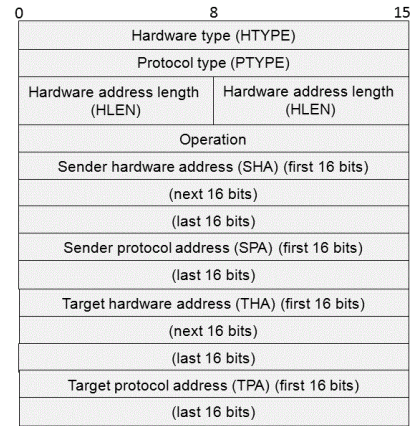 0 8 15
Hardware type (HTYPE)
Protocol type (PTYPE)
Hardware address length
(HLEN)
Hardware address length
(HLEN)
Operation
Sender hardware address (SHA) (first 16 bits)
(next 16 bits)
(last 16 bits)
Sender protocol address (SPA) (first 16 bits)
(last 16 bits)
Target hardware address (THA) (first 16 bits)
(next 16 bits)
(last 16 bits)
Target protocol address (TPA) (first 16 bits)
(last 16 bits)